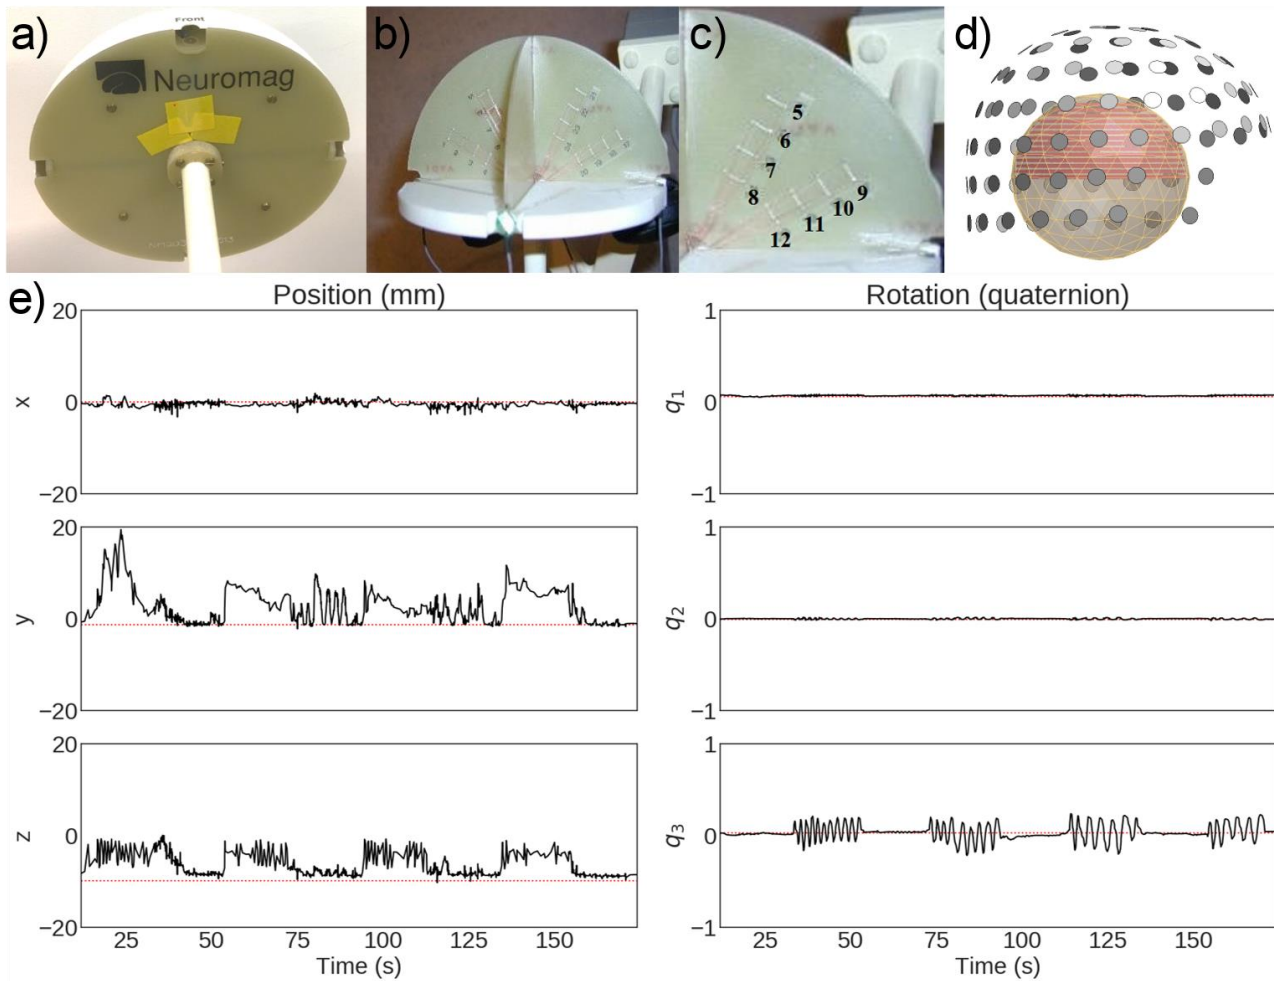 a)
Front
Neuromag
b)
c)
5
6
7
8
9
10
11
12
d)
e)
Position (mm)
Rotation (quaternion)
20
x
0
−20
1
q1
0
−1
20
y
0
−20
1
q2
0
−1
20
z
0
−20
1
q3
0
−1
25 50 75 100 125 150
25 50 75 100 125 150
Time (s)
Time (s)